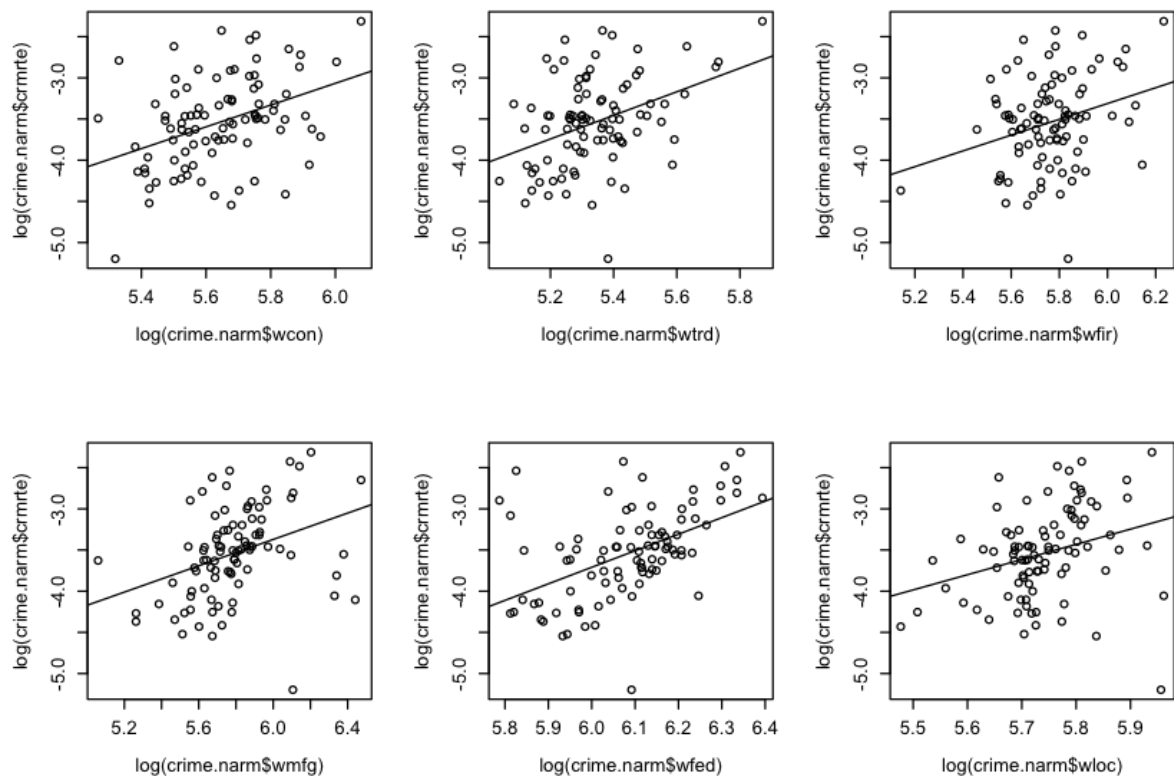 log(crime.narm$crmrte)
-5.0 -4.0 -3.0
5.4 5.6 5.8 6.0
log(crime.narm$wcon)
log(crime.narm$crmrte)
-5.0 -4.0 -3.0
5.2 5.4 5.6 5.8
log(crime.narm$wtrd)
log(crime.narm$crmrte)
-5.0 -4.0 -3.0
5.2 5.4 5.6 5.8 6.0 6.2
log(crime.narm$wfir)
log(crime.narm$crmrte)
-5.0 -4.0 -3.0
5.2 5.6 6.0 6.4
log(crime.narm$wmfg)
log(crime.narm$crmrte)
-5.0 -4.0 -3.0
5.8 5.9 6.0 6.1 6.2 6.3 6.4
log(crime.narm$wfed)
log(crime.narm$crmrte)
-5.0 -4.0 -3.0
5.5 5.6 5.7 5.8 5.9
log(crime.narm$wloc)